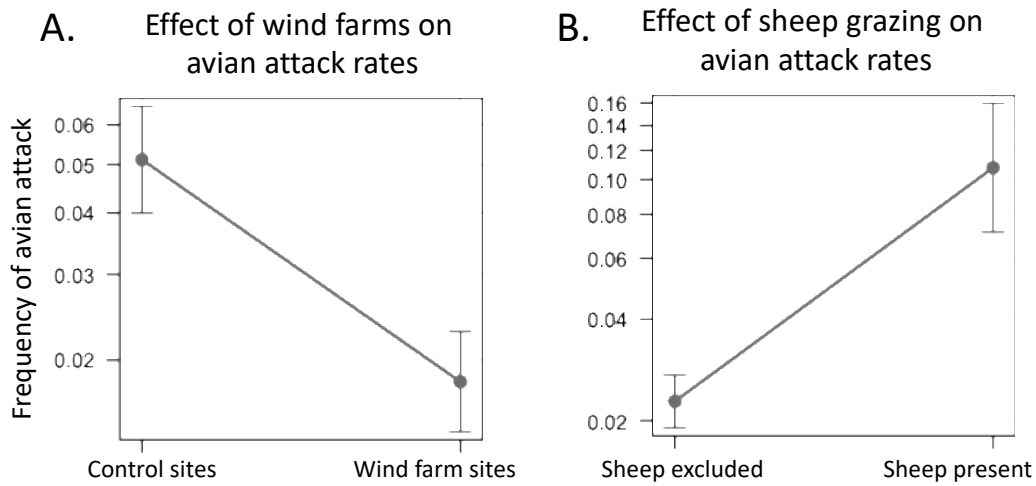 A.
Effect of wind farms on
avian attack rates
Frequency of avian attack
0.06
0.05
0.04
0.03
0.02
Control sites
Wind farm sites
B.
Effect of sheep grazing on
avian attack rates
0.16
0.14
0.12
0.10
0.08
0.06
0.04
0.02
Sheep excluded
Sheep present